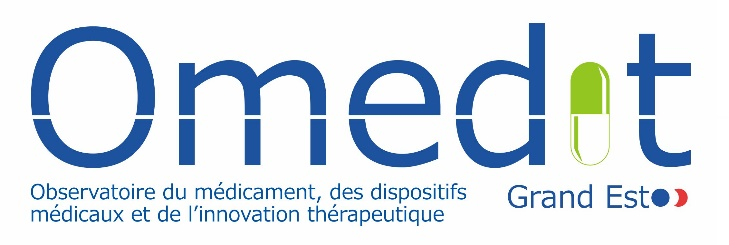 Omedit
Observatoire du médicament, des dispositifs
médicaux et de l'innovation thérapeutique
Grand Est